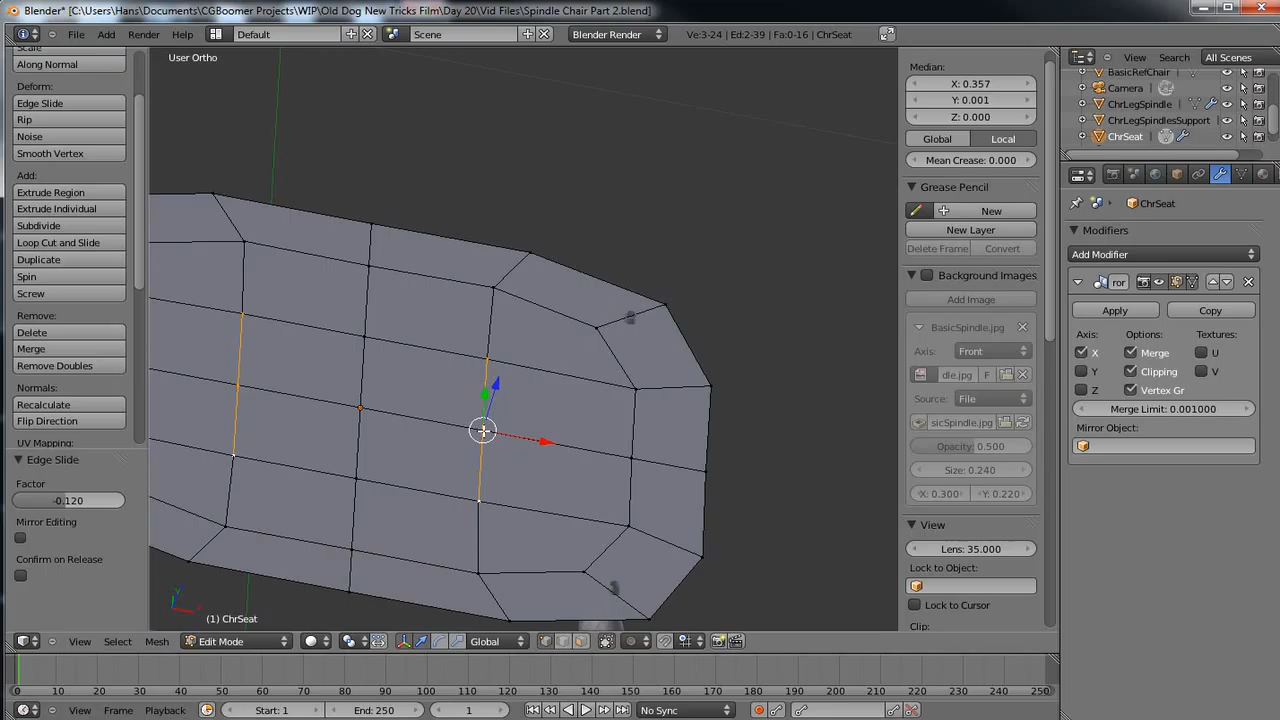 Blender* [C:\Users\Hans\Documents\CGBoomer Projects\WIP\Old Dog New Tricks Film\Day 20\Vid Files\Spindle Chair Part 2.blend]
File Add Render Help Default Scene Blender Render Ve:3-24 | Ed:2-39 | Fa:0-16 | ChrSeat View Search All Scenes
Scale
Along Normal
Deform:
Edge Slide
Rip
Noise
Smooth Vertex
Add:
Extrude Region
Extrude Individual
Subdivide
Loop Cut and Slide
Duplicate
Spin
Screw
Remove:
Delete
Merge
Remove Doubles
Normals:
Recalculate
Flip Direction
UV Mapping:
Edge Slide
Factor
-0.120
Mirror Editing
Confirm on Release
User Ortho
Y
X
(1) ChrSeat
Median:
X: 0.357
Y: 0.001
Z: 0.000
Global Local
Mean Crease: 0.000
Grease Pencil
New
New Layer
Delete Frame Convert
Background Images
Add Image
BasicSpindle.jpg
Axis: Front
dle.jpg F
Source: File
sicSpindle.jpg
Opacity: 0.500
Size: 0.240
X: 0.300 Y: 0.220
View
Lens: 35.000
Lock to Object:
Lock to Cursor
Clip:
BasicRefChair
Camera
ChrLegSpindle
ChrLegSpindlesSupport
ChrSeat
ChrSeat
Modifiers
Add Modifier
ror
Apply Copy
Axis: Options: Textures:
X Merge U
Y Clipping V
Z Vertex Gr
Merge Limit: 0.001000
Mirror Object:
View Select Mesh Edit Mode Global
0 10 20 30 40 50 60 70 80 90 100 110 120 130 140 150 160 170 180 190 200 210 220 230 240 250
View Frame Playback Start: 1 End: 250 1 No Sync